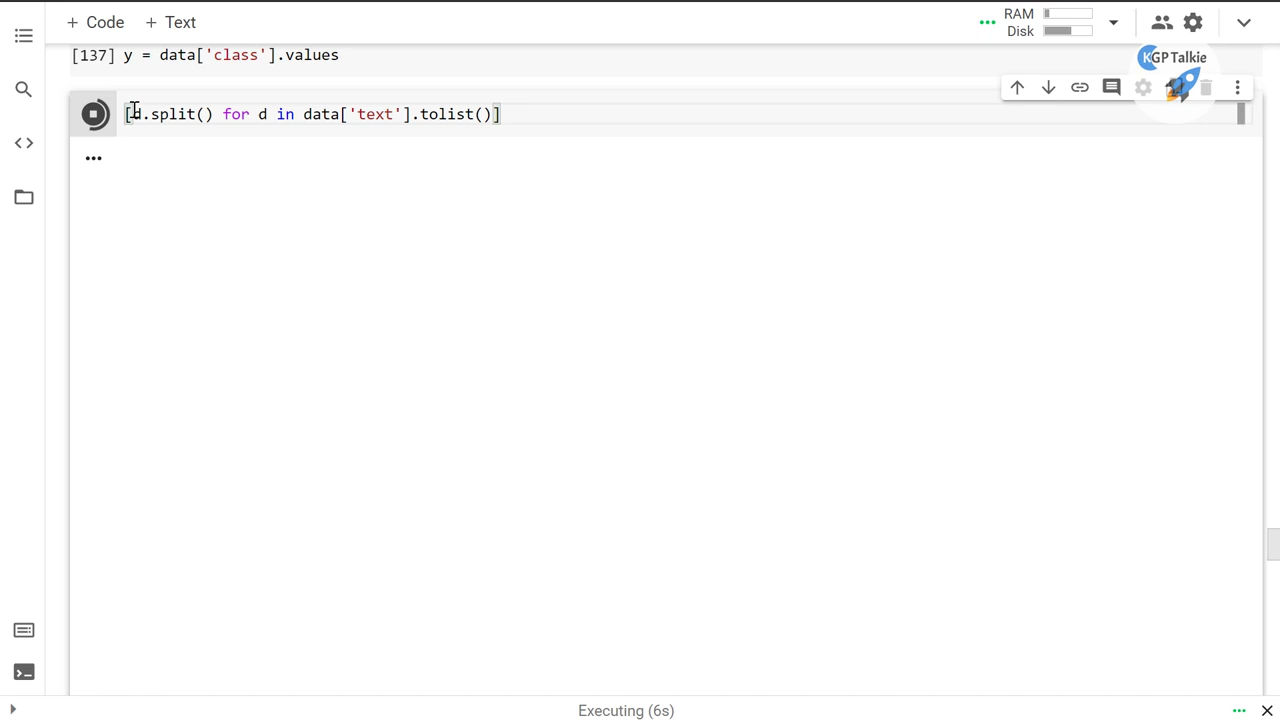 + Code + Text
RAM
Disk
KGP Talkie
[137] y = data['class'].values
[d.split() for d in data['text'].tolist()]
Executing (6s)